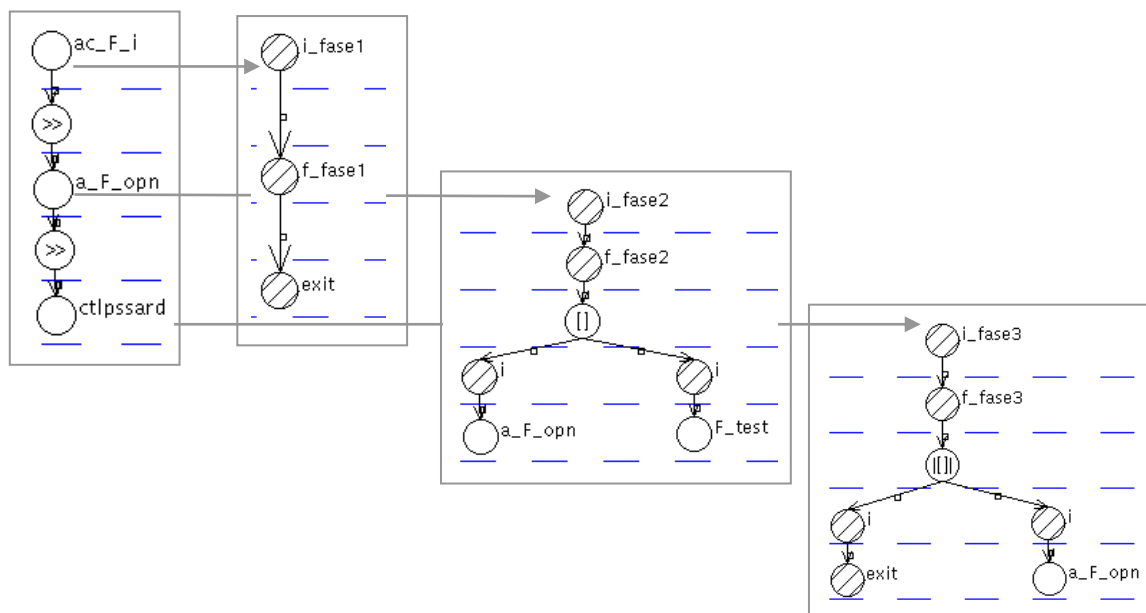 ac_F_i
>>
a_F_opn
>>
ctlpssard
i_fase1
f_fase1
exit
i_fase2
f_fase2
[]
i
i
a_F_opn
F_test
i_fase3
f_fase3
|[]|
i
i
exit
a_F_opn